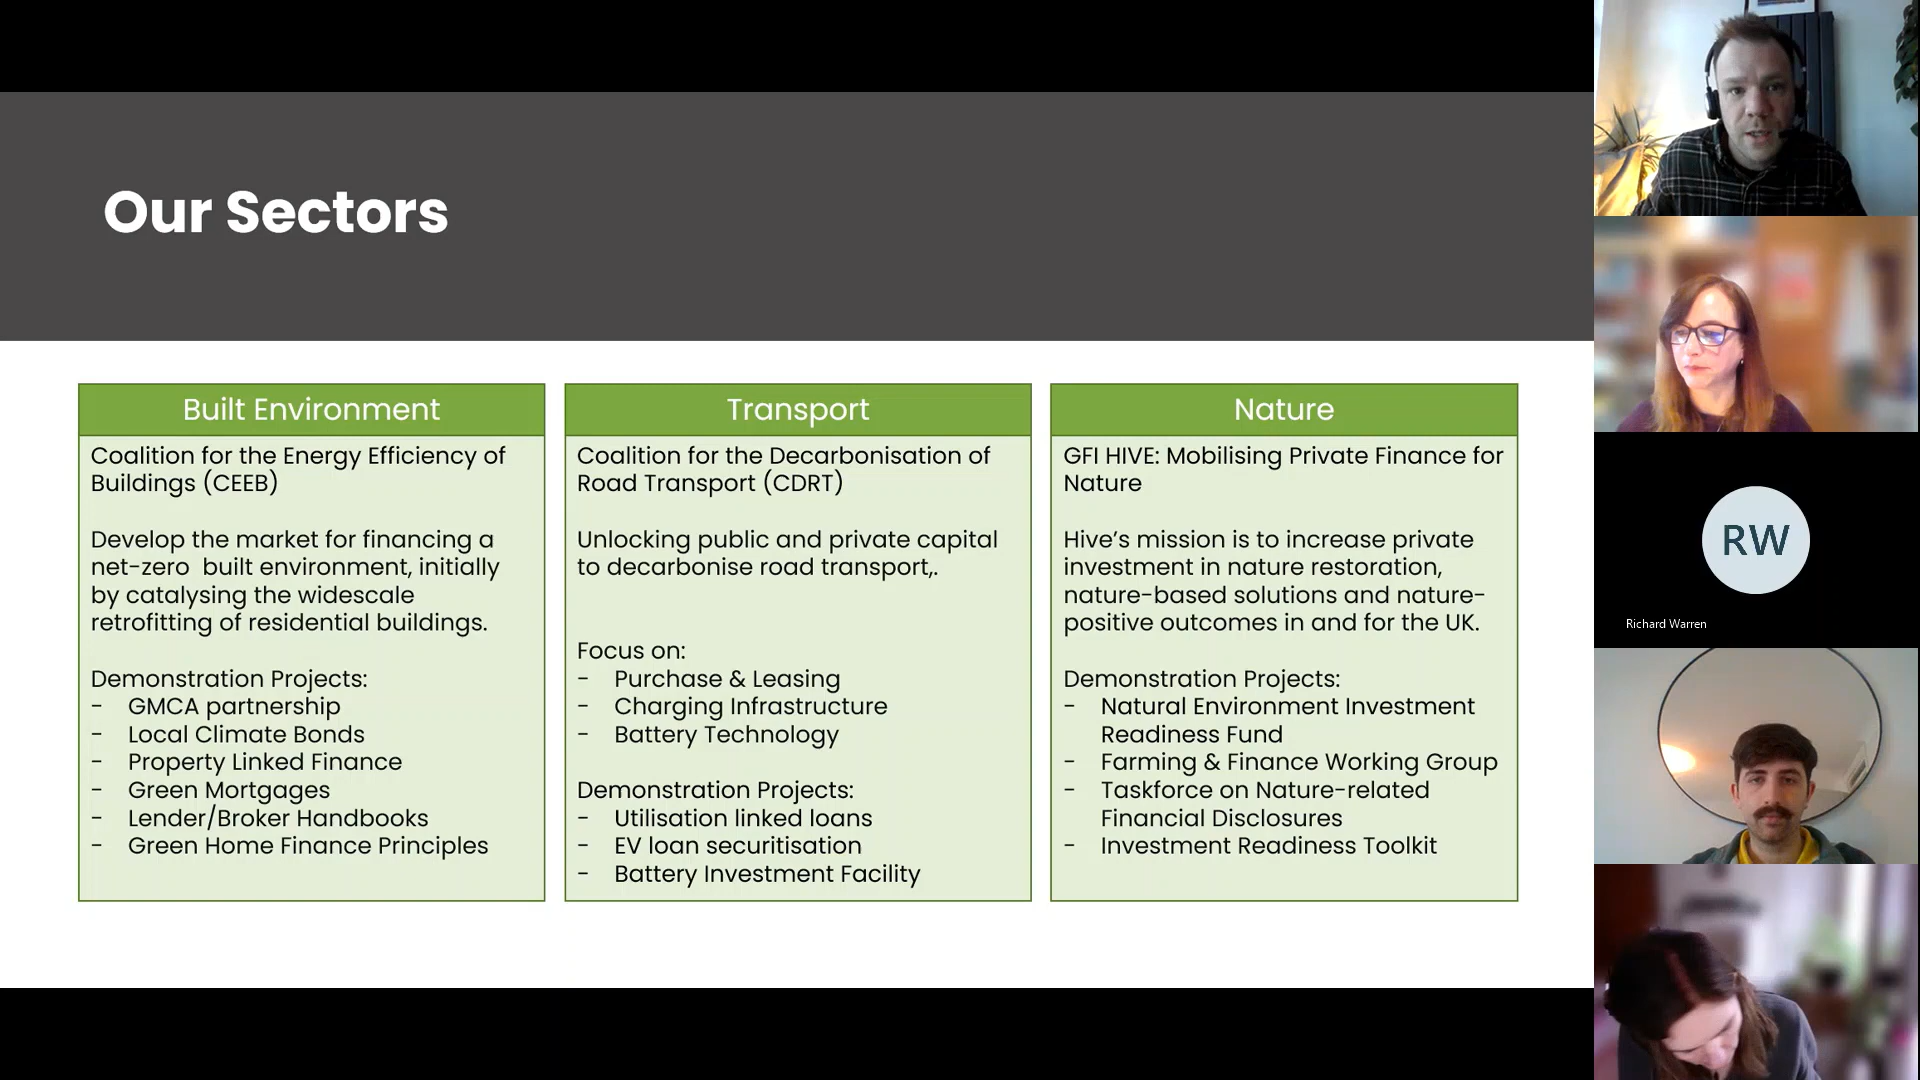 Our Sectors
Built Environment
Coalition for the Energy Efficiency of
Buildings (CEEB)
Develop the market for financing a
net-zero  built environment, initially
by catalysing the widescale
retrofitting of residential buildings.
Demonstration Projects:
- GMCA partnership
- Local Climate Bonds
- Property Linked Finance
- Green Mortgages
- Lender/Broker Handbooks
- Green Home Finance Principles
Transport
Coalition for the Decarbonisation of
Road Transport (CDRT)
Unlocking public and private capital
to decarbonise road transport,.
Focus on:
- Purchase & Leasing
- Charging Infrastructure
- Battery Technology
Demonstration Projects:
- Utilisation linked loans
- EV loan securitisation
- Battery Investment Facility
Nature
GFI HIVE: Mobilising Private Finance for
Nature
Hive’s mission is to increase private
investment in nature restoration,
nature-based solutions and nature-
positive outcomes in and for the UK.
Demonstration Projects:
- Natural Environment Investment
Readiness Fund
- Farming & Finance Working Group
- Taskforce on Nature-related
Financial Disclosures
- Investment Readiness Toolkit
RW
Richard Warren